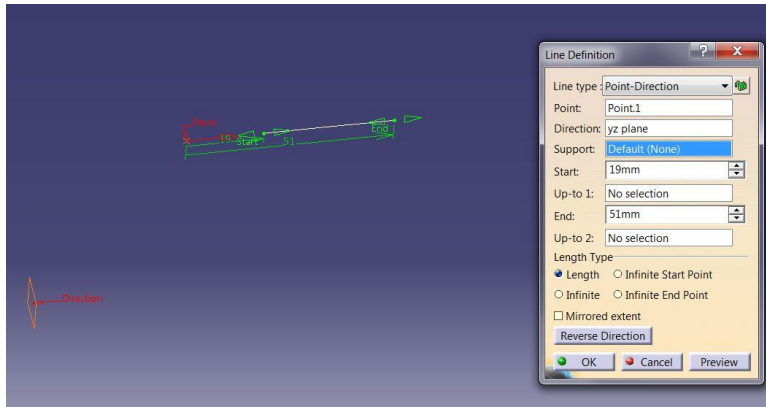 Line Definition
Line type : Point-Direction
Point: Point.1
Direction: yz plane
Support: Default (None)
Start: 19mm
Up-to 1: No selection
End: 51mm
Up-to 2: No selection
Length Type
Length Infinite Start Point
Infinite Infinite End Point
Mirrored extent
Reverse Direction
OK Cancel Preview
Point
19 Start 51 End
Direction